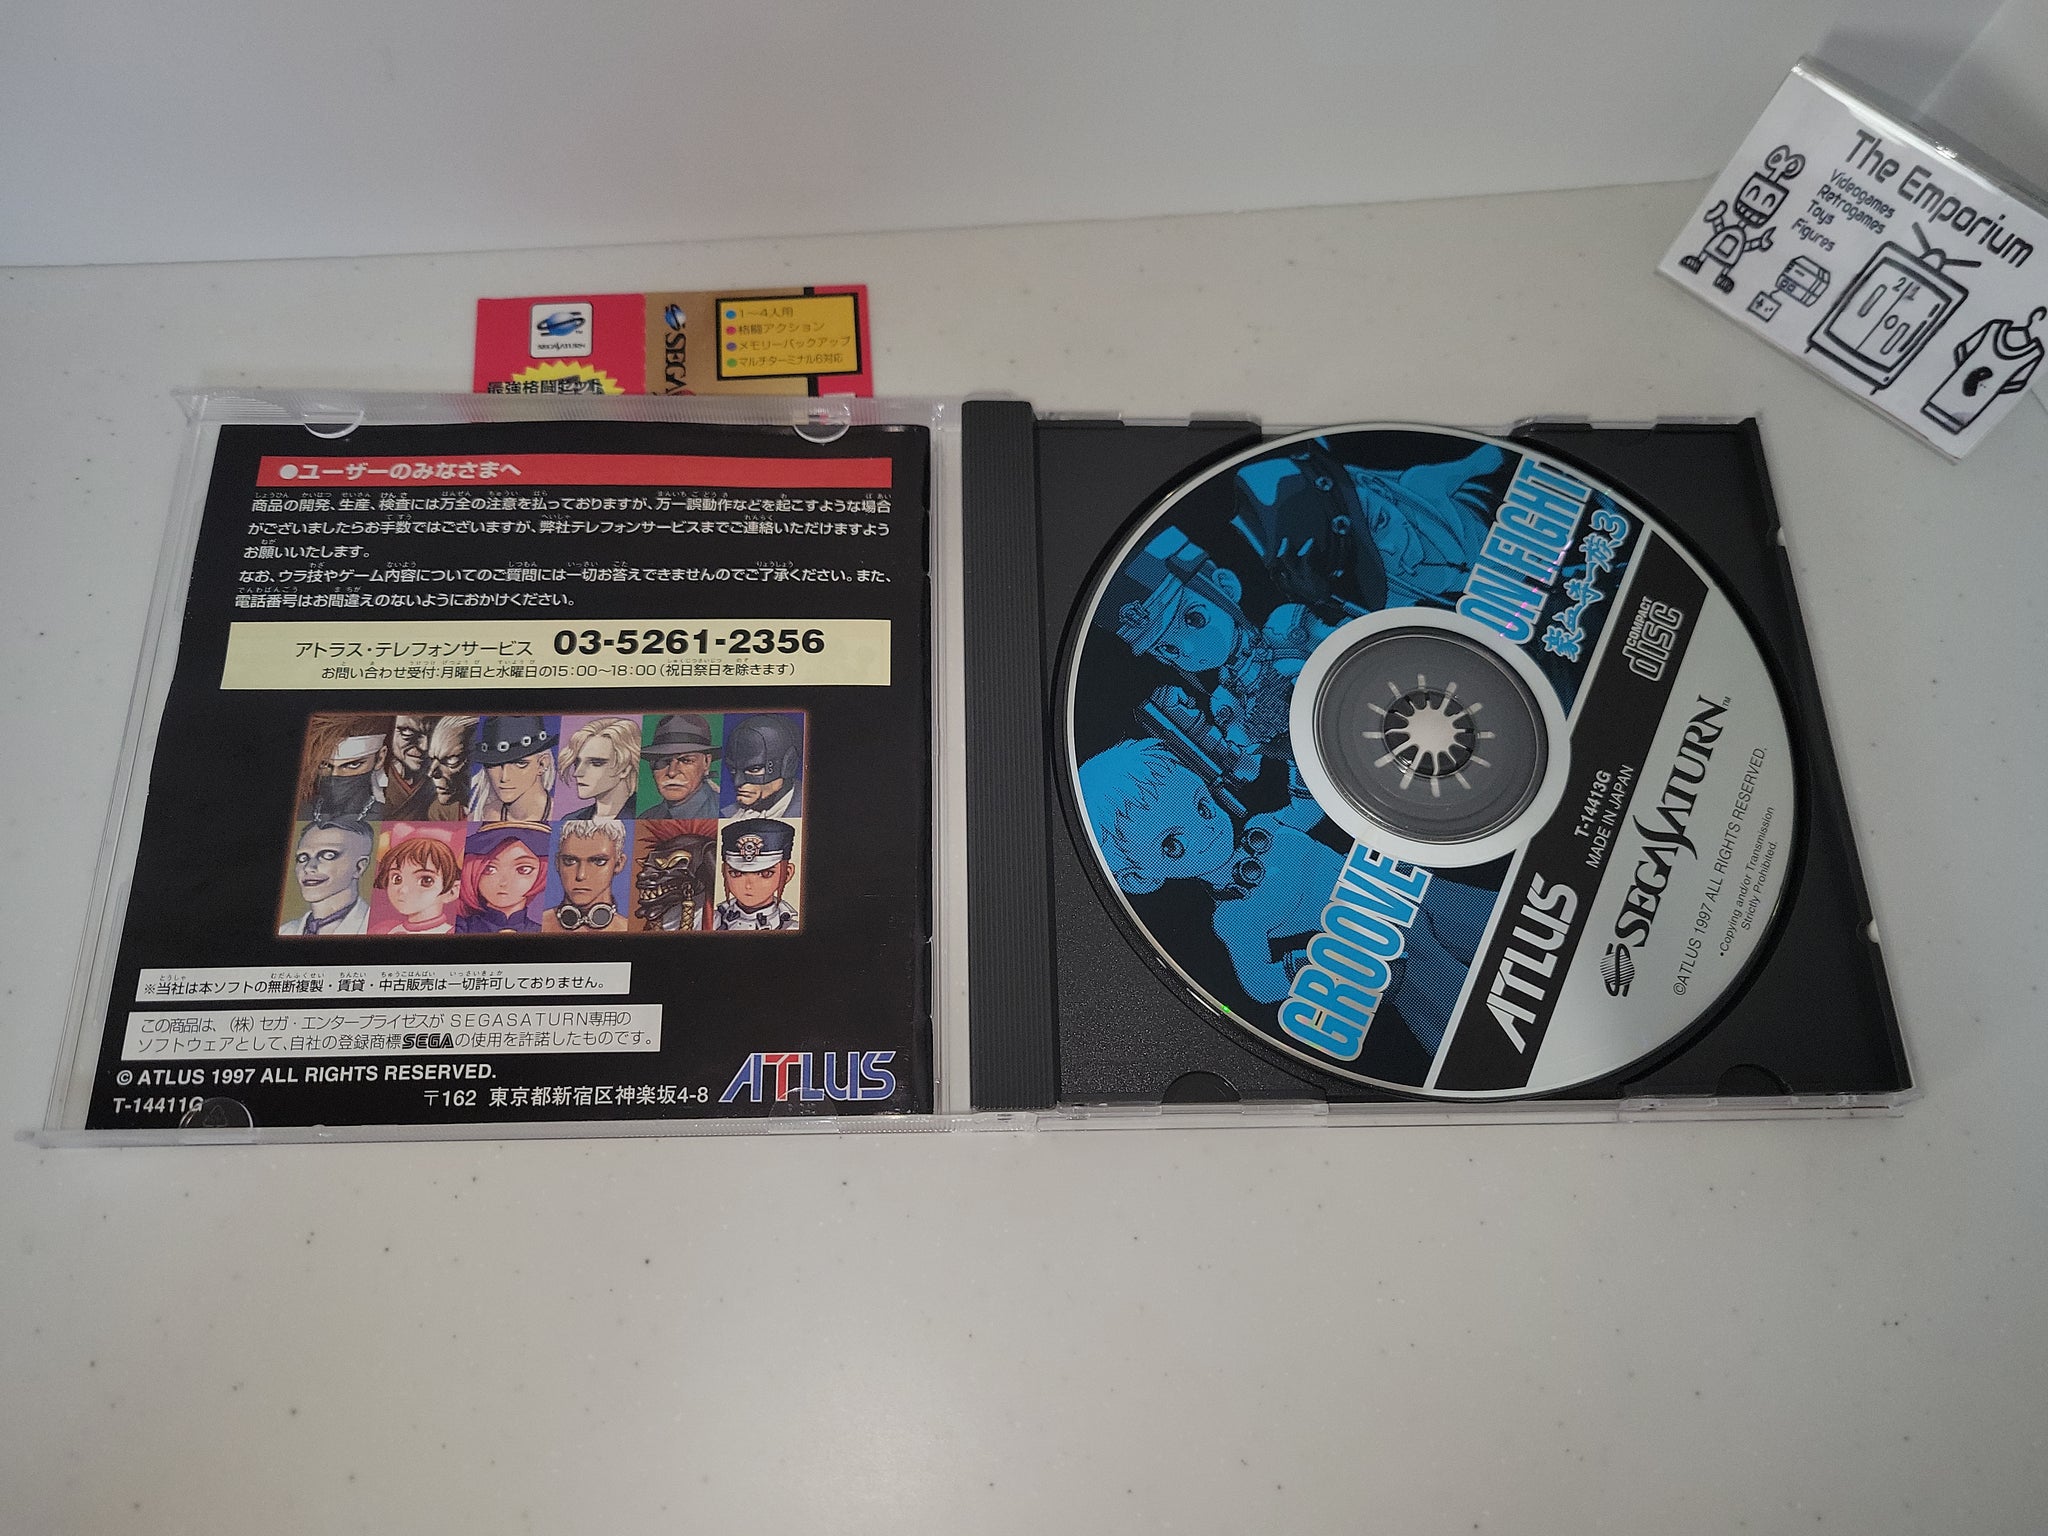 The Emporium
Videogames
Retrogames
Toys
Figures
SEGA SATURN
最強格闘セット
SEGA
●1〜4人用
●格闘アクション
●メモリーバックアップ
●マルチターミナル6対応
●ユーザーのみなさまへ
商品の開発、生産、検査には万全の注意を払っておりますが、万一誤動作などを起こすような場合
がございましたらお手数ではございますが、弊社テレフォンサービスまでご連絡いただけますよう
お願いいたします。
なお、ウラ技やゲーム内容についてのご質問には一切お答えできませんのでご了承ください。また、
電話番号はお間違えのないようにおかけください。
アトラス・テレフォンサービス 03-5261-2356
お問い合わせ受付:月曜日と水曜日の15:00〜18:00(祝日祭日を除きます)
※当社は本ソフトの無断複製・賃貸・中古販売は一切許可しておりません。
この商品は、(株)セガ・エンタープライゼスがSEGASATURN専用の
ソフトウェアとして、自社の登録商標SEGAの使用を許諾したものです。
© ATLUS 1997 ALL RIGHTS RESERVED.
T-14411G
〒162 東京都新宿区神楽坂4-8
ATLUS
GROOVE ON FIGHT
豪血寺一族3
COMPACT
disc
T-14413G
MADE IN JAPAN
ATLUS
SEGA SATURN™
©ATLUS 1997 ALL RIGHTS RESERVED.
•Copying and/or Transmission
Strictly Prohibited.